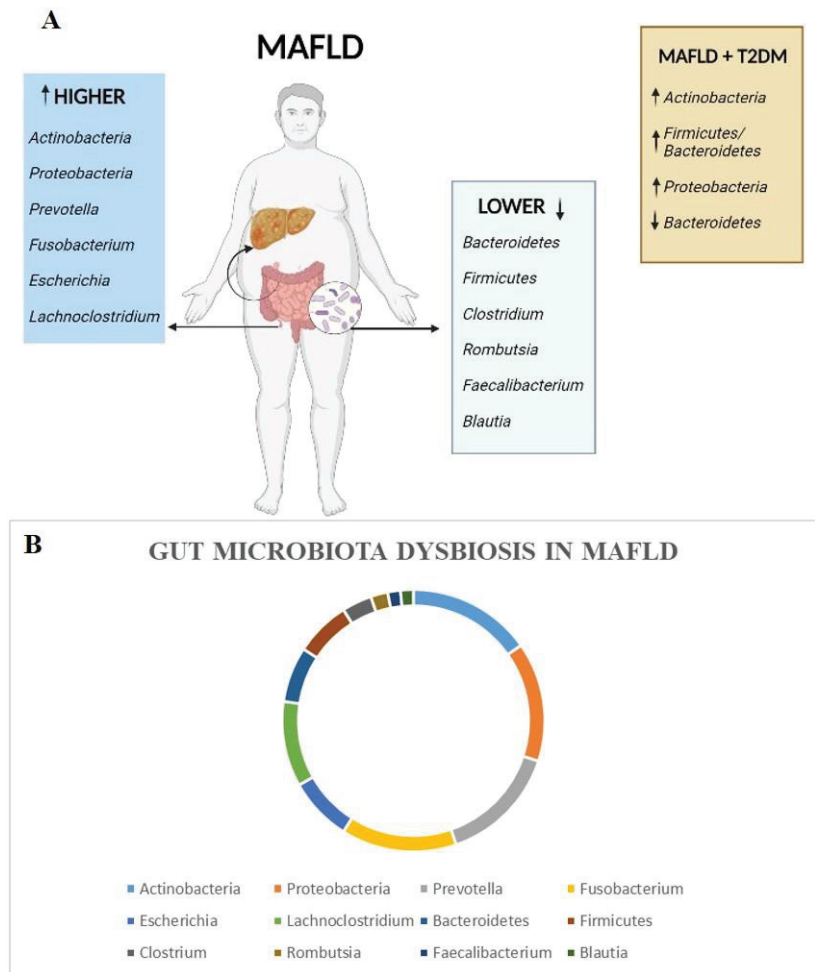 A
MAFLD
↑ HIGHER
Actinobacteria
Proteobacteria
Prevotella
Fusobacterium
Escherichia
Lachnoclostridium
LOWER ↓
Bacteroidetes
Firmicutes
Clostridium
Rombutsia
Faecalibacterium
Blautia
MAFLD + T2DM
↑ Actinobacteria
↑ Firmicutes/
Bacteroidetes
↑ Proteobacteria
↓ Bacteroidetes
B
GUT MICROBIOTA DYSBIOSIS IN MAFLD
Actinobacteria Proteobacteria Prevotella Fusobacterium
Escherichia Lachnoclostridium Bacteroidetes Firmicutes
Clostrium Rombutsia Faecalibacterium Blautia